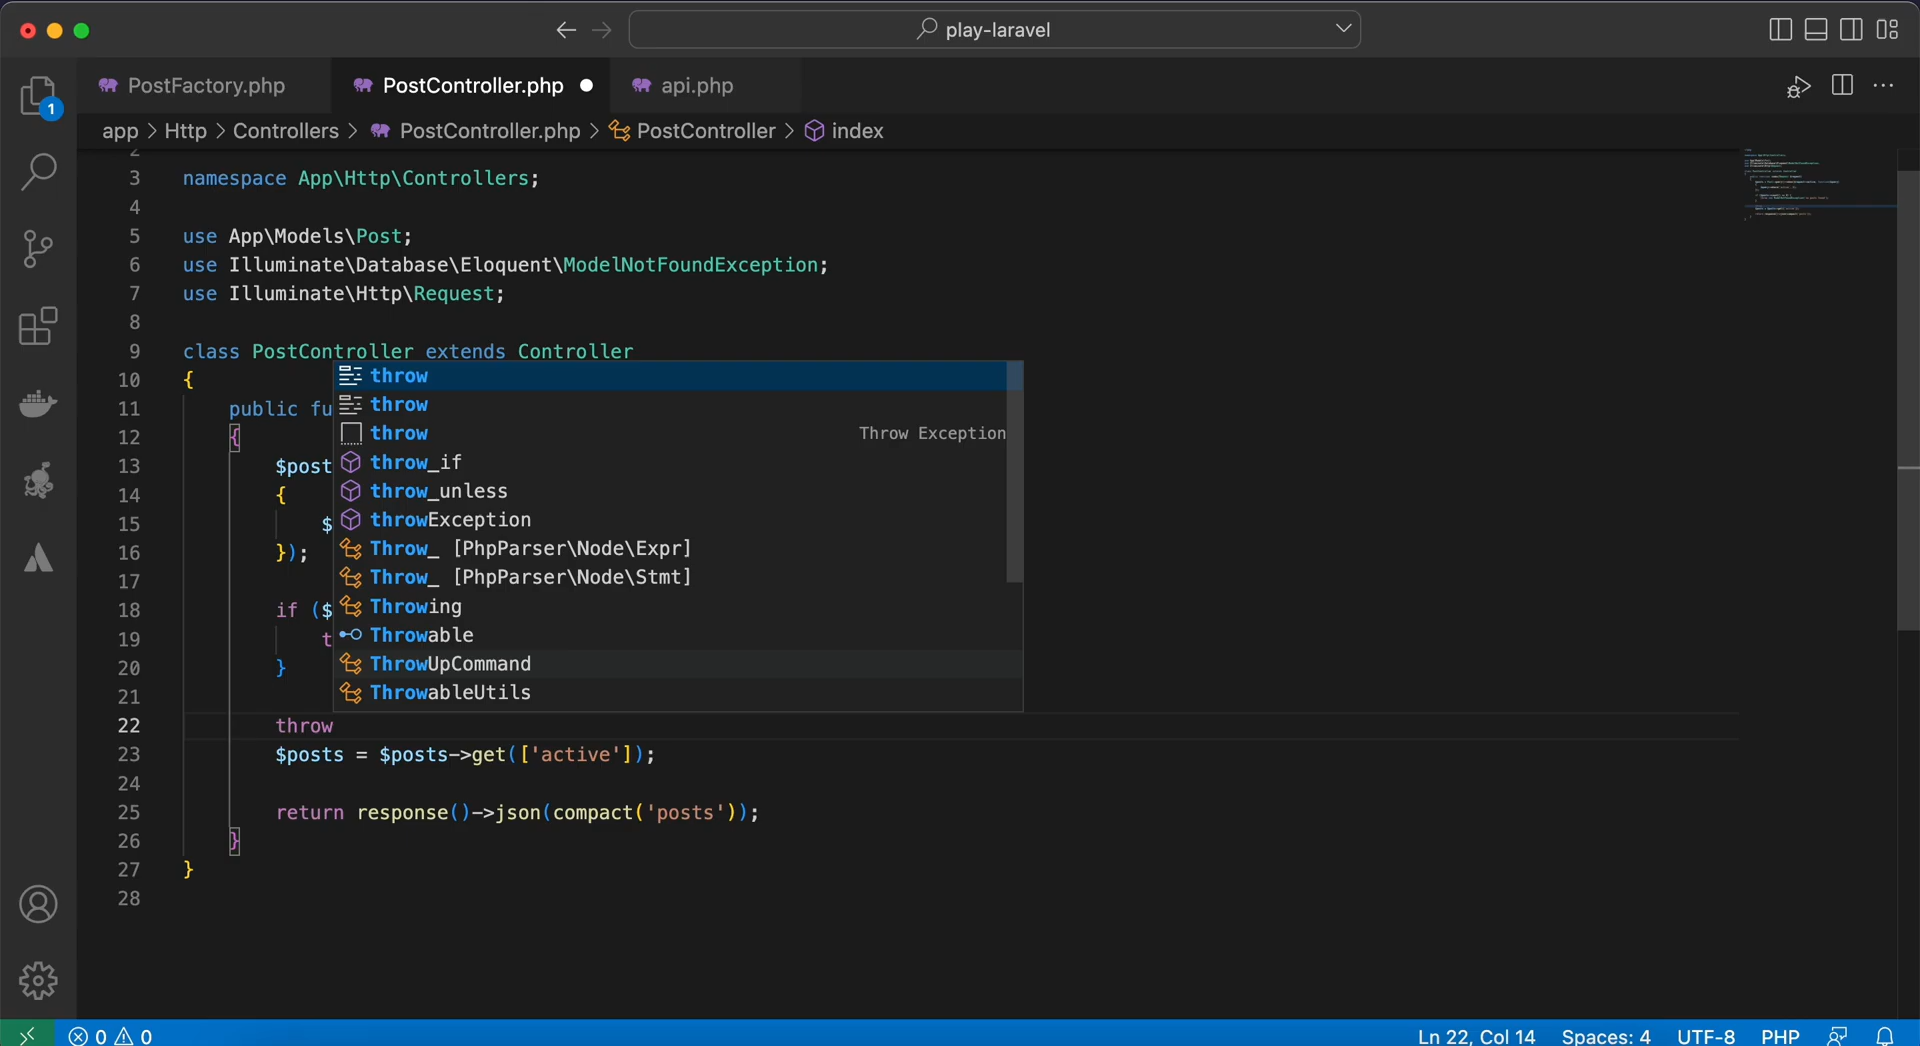 play-laravel
PostFactory.php
PostController.php
api.php
1
app > Http > Controllers > PostController.php > PostController > index
2
3 namespace App\Http\Controllers;
4
5 use App\Models\Post;
6 use Illuminate\Database\Eloquent\ModelNotFoundException;
7 use Illuminate\Http\Request;
8
9 class PostController extends Controller
10 {
11 public fu
12 {
13 $post
14 {
15 $
16 });
17
18 if ($
19 t
20 }
21
22 throw
23 $posts = $posts->get(['active']);
24
25 return response()->json(compact('posts'));
26 }
27 }
28
throw
throw
throw Throw Exception
throw_if
throw_unless
throwException
Throw_ [PhpParser\Node\Expr]
Throw_ [PhpParser\Node\Stmt]
Throwing
Throwable
ThrowUpCommand
ThrowableUtils
0 0 Ln 22, Col 14 Spaces: 4 UTF-8 PHP